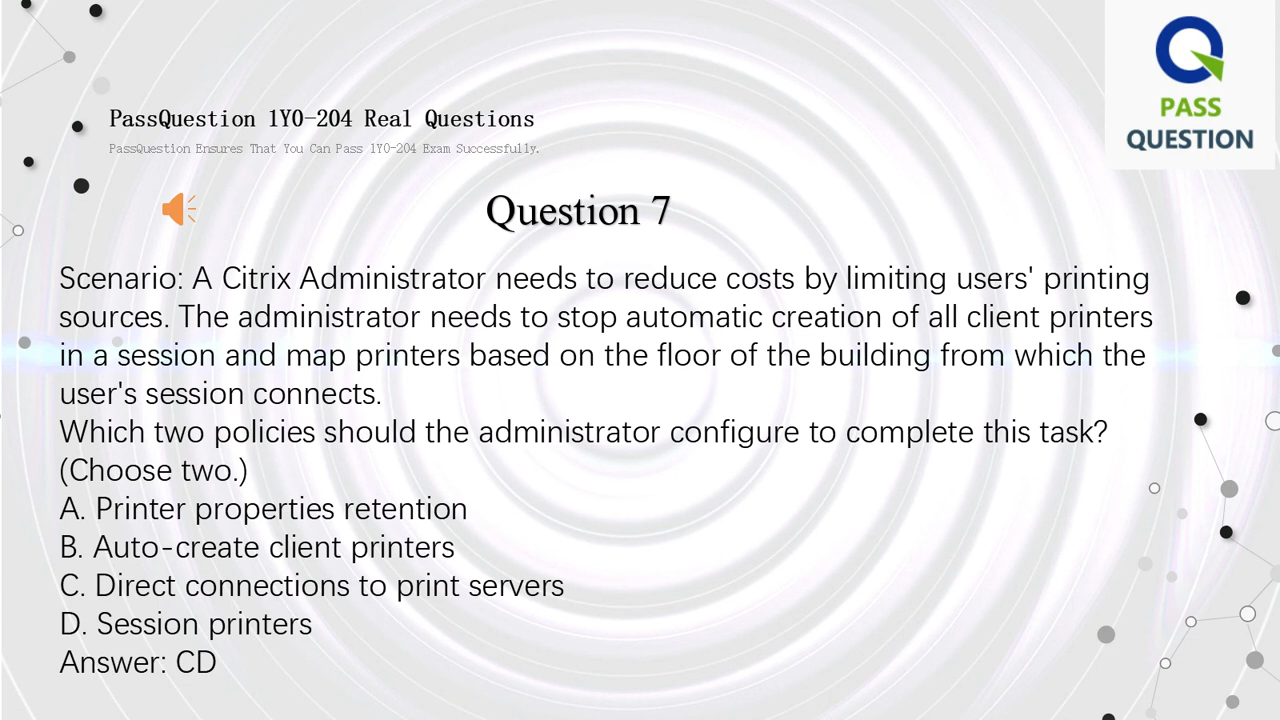 PASS
QUESTION
PassQuestion 1Y0-204 Real Questions
PassQuestion Ensures That You Can Pass 1Y0-204 Exam Successfully.
Question 7
Scenario: A Citrix Administrator needs to reduce costs by limiting users' printing
sources. The administrator needs to stop automatic creation of all client printers
in a session and map printers based on the floor of the building from which the
user's session connects.
Which two policies should the administrator configure to complete this task?
(Choose two.)
A. Printer properties retention
B. Auto-create client printers
C. Direct connections to print servers
D. Session printers
Answer: CD